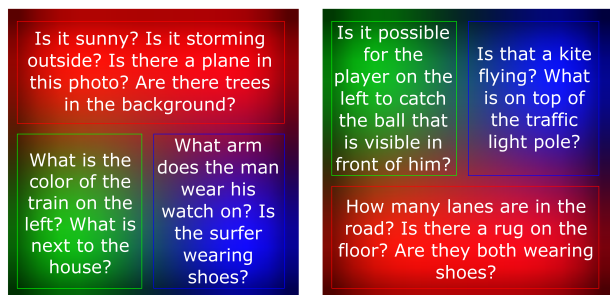 Is it sunny? Is it storming
outside? Is there a plane in
this photo? Are there trees
in the background?
What is the
color of the
train on the
left? What is
next to the
house?
What arm
does the man
wear his
watch on? Is
the surfer
wearing
shoes?
Is it possible
for the
player on the
left to catch
the ball that
is visible in
front of him?
Is that a kite
flying? What
is on top of
the traffic
light pole?
How many lanes are in the
road? Is there a rug on the
floor? Are they both wearing
shoes?